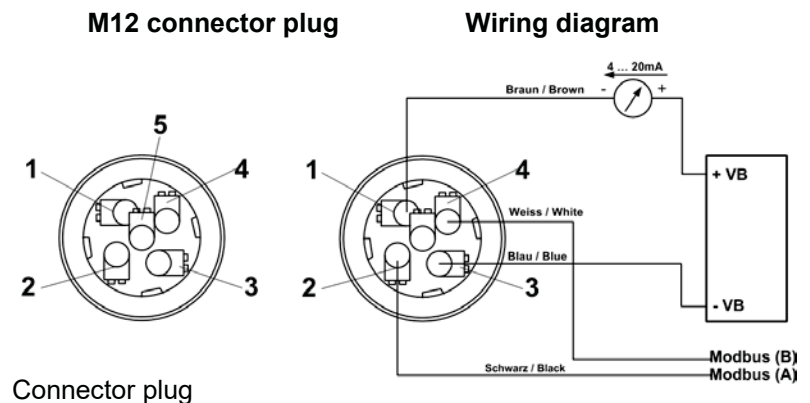 M12 connector plug
Wiring diagram
5
1
4
2
3
4 ... 20mA
Braun / Brown
- +
1
4
Weiss / White
Blau / Blue
2
3
Schwarz / Black
+ VB
- VB
Modbus (B)
Modbus (A)
Connector plug